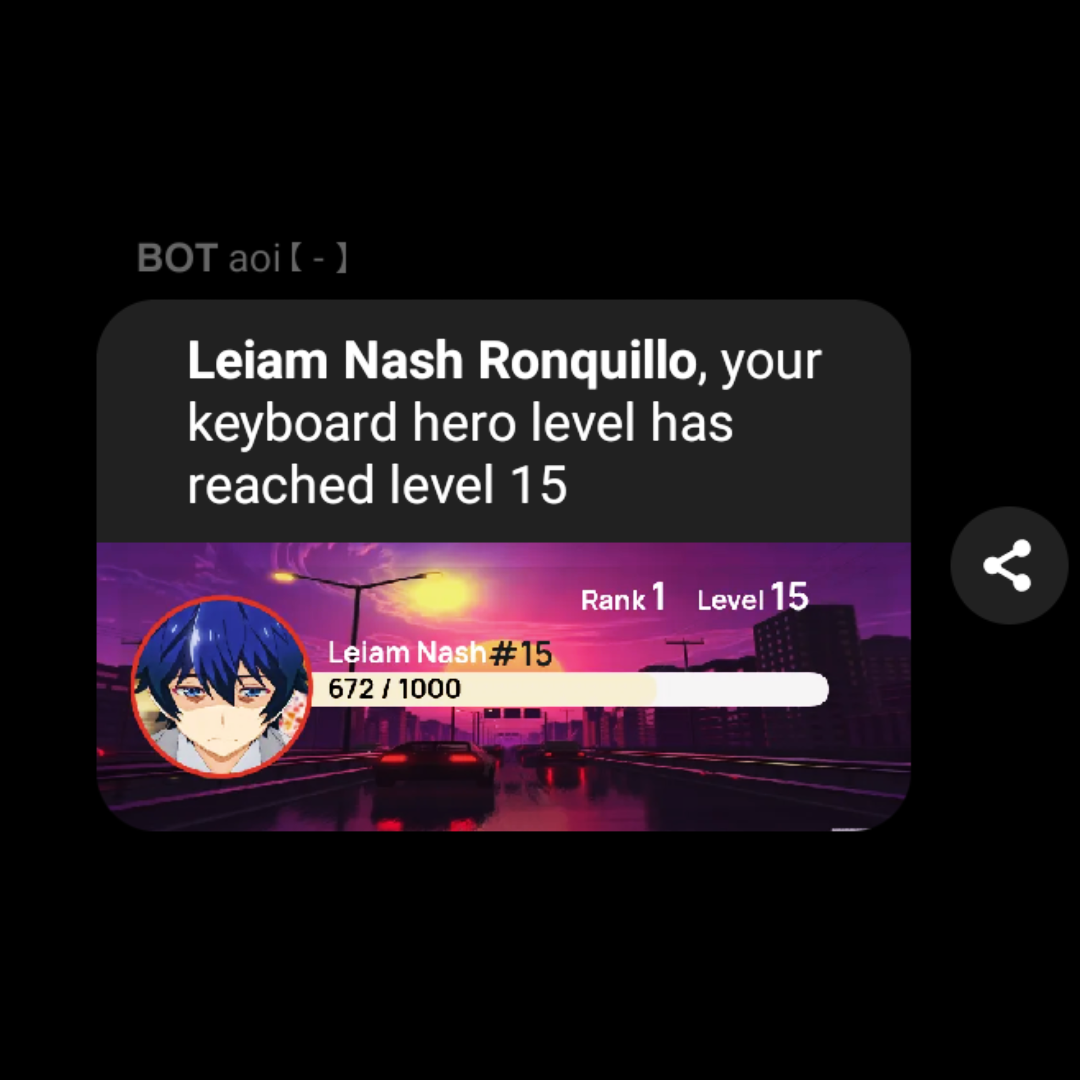 BOT aoi【 - 】
Leiam Nash Ronquillo, your
keyboard hero level has
reached level 15
Rank 1 Level 15
Leiam Nash#15
672 / 1000